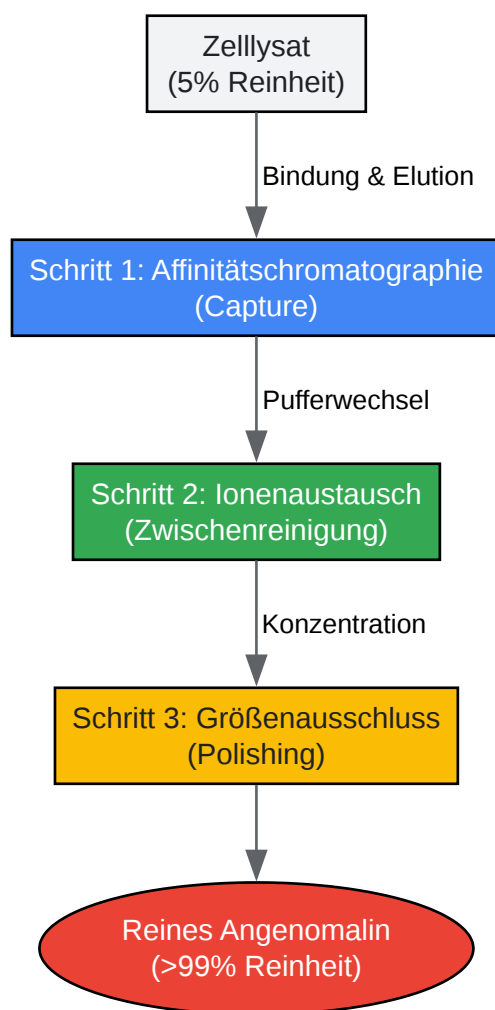 Zelllysat
(5% Reinheit)
Bindung & Elution
Schritt 1: Affinitätschromatographie
(Capture)
Pufferwechsel
Schritt 2: Ionenaustausch
(Zwischenreinigung)
Konzentration
Schritt 3: Größenausschluss
(Polishing)
Reines Angenomalin
(>99% Reinheit)